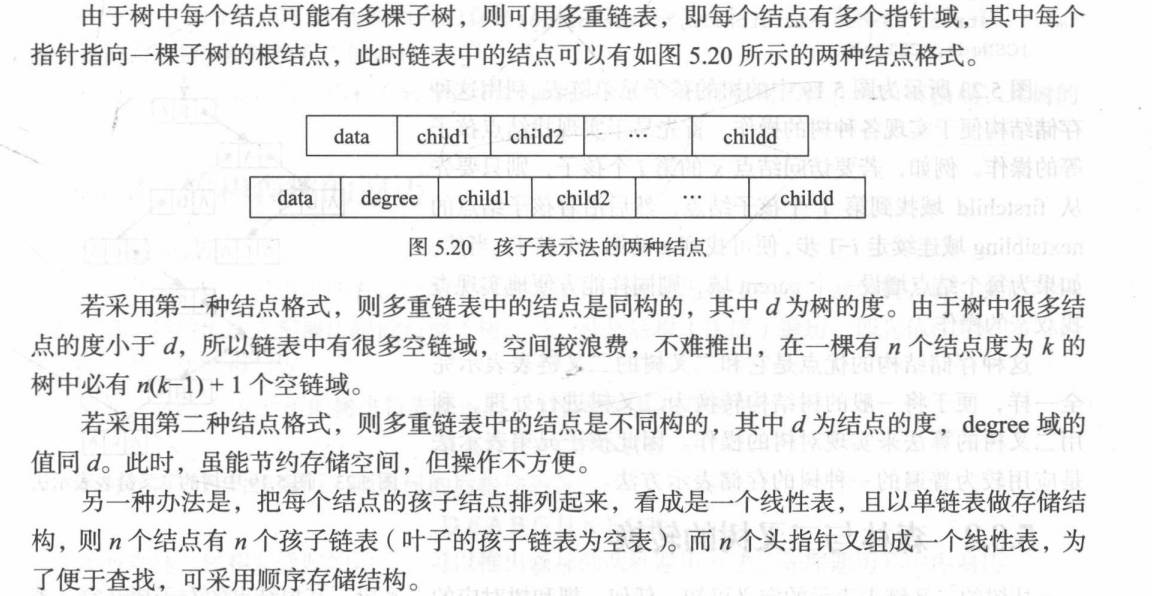 由于树中每个结点可能有多棵子树，则可用多重链表，即每个结点有多个指针域，其中每个
指针指向一棵子树的根结点，此时链表中的结点可以有如图 5.20 所示的两种结点格式。
data child1 child2 … childd
data degree child1 child2 … childd
图 5.20 孩子表示法的两种结点
若采用第一种结点格式，则多重链表中的结点是同构的，其中 d 为树的度。由于树中很多结
点的度小于 d，所以链表中有很多空链域，空间较浪费，不难推出，在一棵有 n 个结点度为 k 的
树中必有 n(k−1) + 1 个空链域。
若采用第二种结点格式，则多重链表中的结点是不同构的，其中 d 为结点的度，degree 域的
值同 d。此时，虽能节约存储空间，但操作不方便。
另一种办法是，把每个结点的孩子结点排列起来，看成是一个线性表，且以单链表做存储结
构，则 n 个结点有 n 个孩子链表（叶子的孩子链表为空表）。而 n 个头指针又组成一个线性表，为
了便于查找，可采用顺序存储结构。